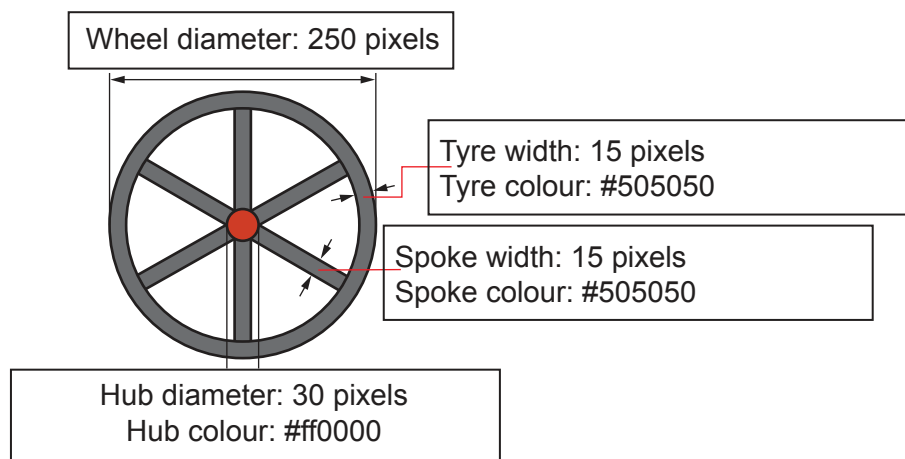 Wheel diameter: 250 pixels
Tyre width: 15 pixels
Tyre colour: #505050
Spoke width: 15 pixels
Spoke colour: #505050
Hub diameter: 30 pixels
Hub colour: #ff0000